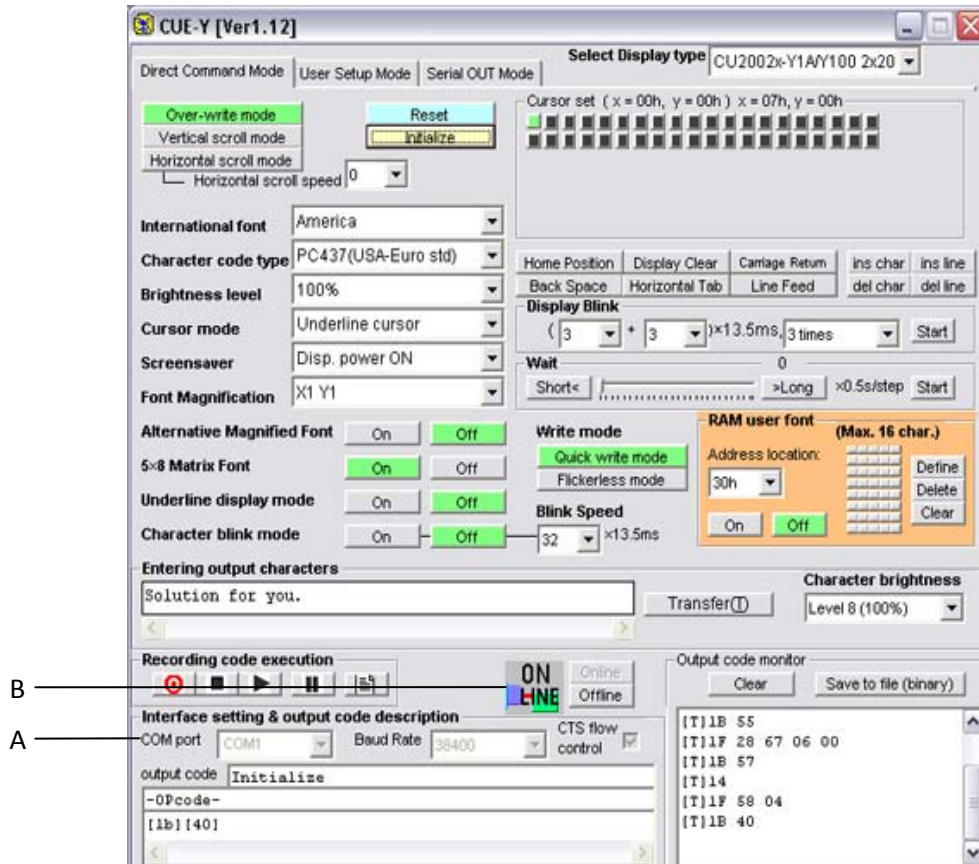 CUE-Y [Ver1.12]
Select Display type CU2002x-Y1A/Y100 2x20
Direct Command Mode User Setup Mode Serial OUT Mode
Over-write mode
Vertical scroll mode
Horizontal scroll mode
Horizontal scroll speed 0
Reset
Initialize
Cursor set ( x = 00h, y = 00h ) x = 07h, y = 00h
International font America
Character code type PC437(USA-Euro std)
Brightness level 100%
Cursor mode Underline cursor
Screensaver Disp. power ON
Font Magnification X1 Y1
Home Position Display Clear Carriage Return ins char ins line
Back Space Horizontal Tab Line Feed del char del line
Display Blink
( 3 + 3 )×13.5ms, 3 times Start
Wait 0
Short< >Long ×0.5s/step Start
Alternative Magnified Font On Off
5×8 Matrix Font On Off
Underline display mode On Off
Character blink mode On Off
Write mode
Quick write mode
Flickerless mode
Blink Speed
32 ×13.5ms
RAM user font
(Max. 16 char.)
Address location:
30h
On Off
Define
Delete
Clear
Entering output characters
Solution for you.
Transfer(T)
Character brightness
Level 8 (100%)
Recording code execution
B
ON LINE
Online
Offline
Output code monitor
Clear Save to file (binary)
Interface setting & output code description
A
COM port COM1 Baud Rate 38400 CTS flow control
output code Initialize
-OPcode-
[1b][40]
[T]1B 55
[T]1F 28 67 06 00
[T]1B 57
[T]14
[T]1F 58 04
[T]1B 40